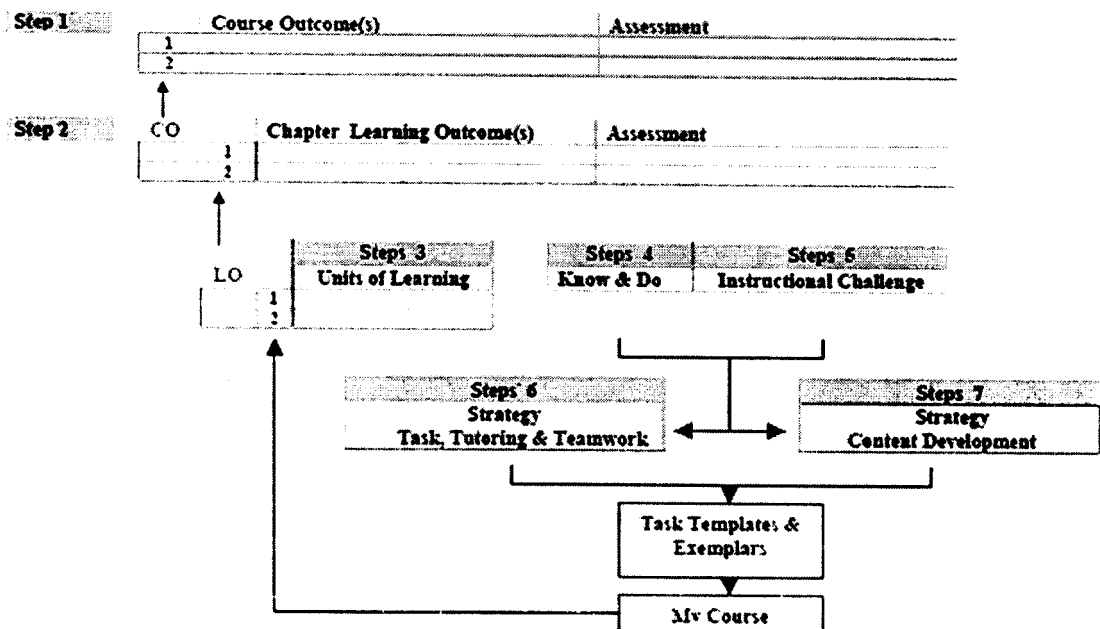 Step 1 Course Outcome(s) Assessment
1
2
Step 2 CO Chapter Learning Outcome(s) Assessment
1
2
Steps 3 Steps 4 Steps 5
LO Units of Learning Know & Do Instructional Challenge
1
2
Steps 6 Steps 7
Strategy Strategy
Task, Tutoring & Teamwork Content Development
Task Templates &
Exemplars
My Course